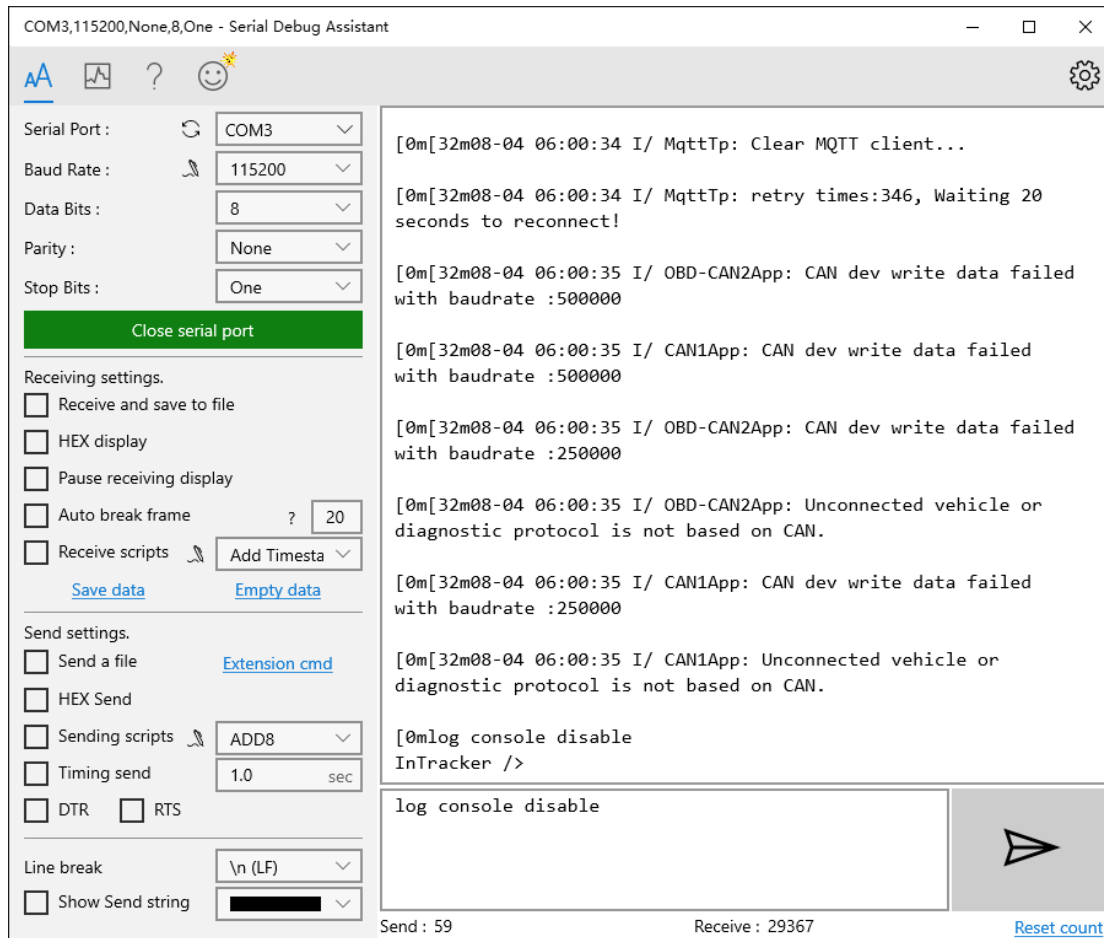 COM3,115200,None,8,One - Serial Debug Assistant
AA
?
Serial Port :
COM3
Baud Rate :
115200
Data Bits :
8
Parity :
None
Stop Bits :
One
Close serial port
Receiving settings.
Receive and save to file
HEX display
Pause receiving display
Auto break frame
?
20
Receive scripts
Add Timesta
Save data
Empty data
Send settings.
Send a file
Extension cmd
HEX Send
Sending scripts
ADD8
Timing send
1.0
sec
DTR
RTS
Line break
\n (LF)
Show Send string
[0m[32m08-04 06:00:34 I/ MqttTp: Clear MQTT client...
[0m[32m08-04 06:00:34 I/ MqttTp: retry times:346, Waiting 20
seconds to reconnect!
[0m[32m08-04 06:00:35 I/ OBD-CAN2App: CAN dev write data failed
with baudrate :500000
[0m[32m08-04 06:00:35 I/ CAN1App: CAN dev write data failed
with baudrate :500000
[0m[32m08-04 06:00:35 I/ OBD-CAN2App: CAN dev write data failed
with baudrate :250000
[0m[32m08-04 06:00:35 I/ OBD-CAN2App: Unconnected vehicle or
diagnostic protocol is not based on CAN.
[0m[32m08-04 06:00:35 I/ CAN1App: CAN dev write data failed
with baudrate :250000
[0m[32m08-04 06:00:35 I/ CAN1App: Unconnected vehicle or
diagnostic protocol is not based on CAN.
[0mlog console disable
InTracker />
log console disable
Send : 59
Receive : 29367
Reset count